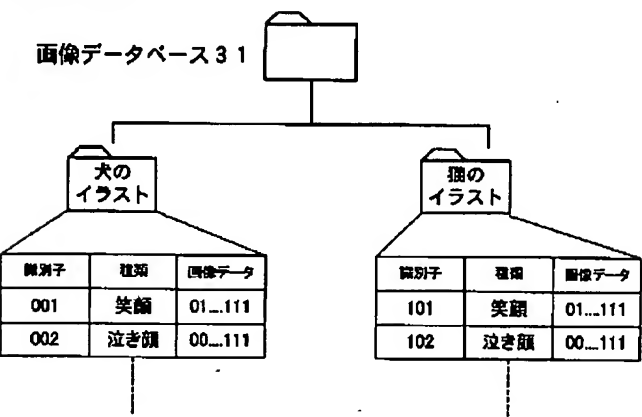 画像データベース31
犬の
イラスト
猫の
イラスト
識別子 種類 画像データ
001 笑顔 01....111
002 泣き顔 00....111
識別子 種類 画像データ
101 笑顔 01....111
102 泣き顔 00....111